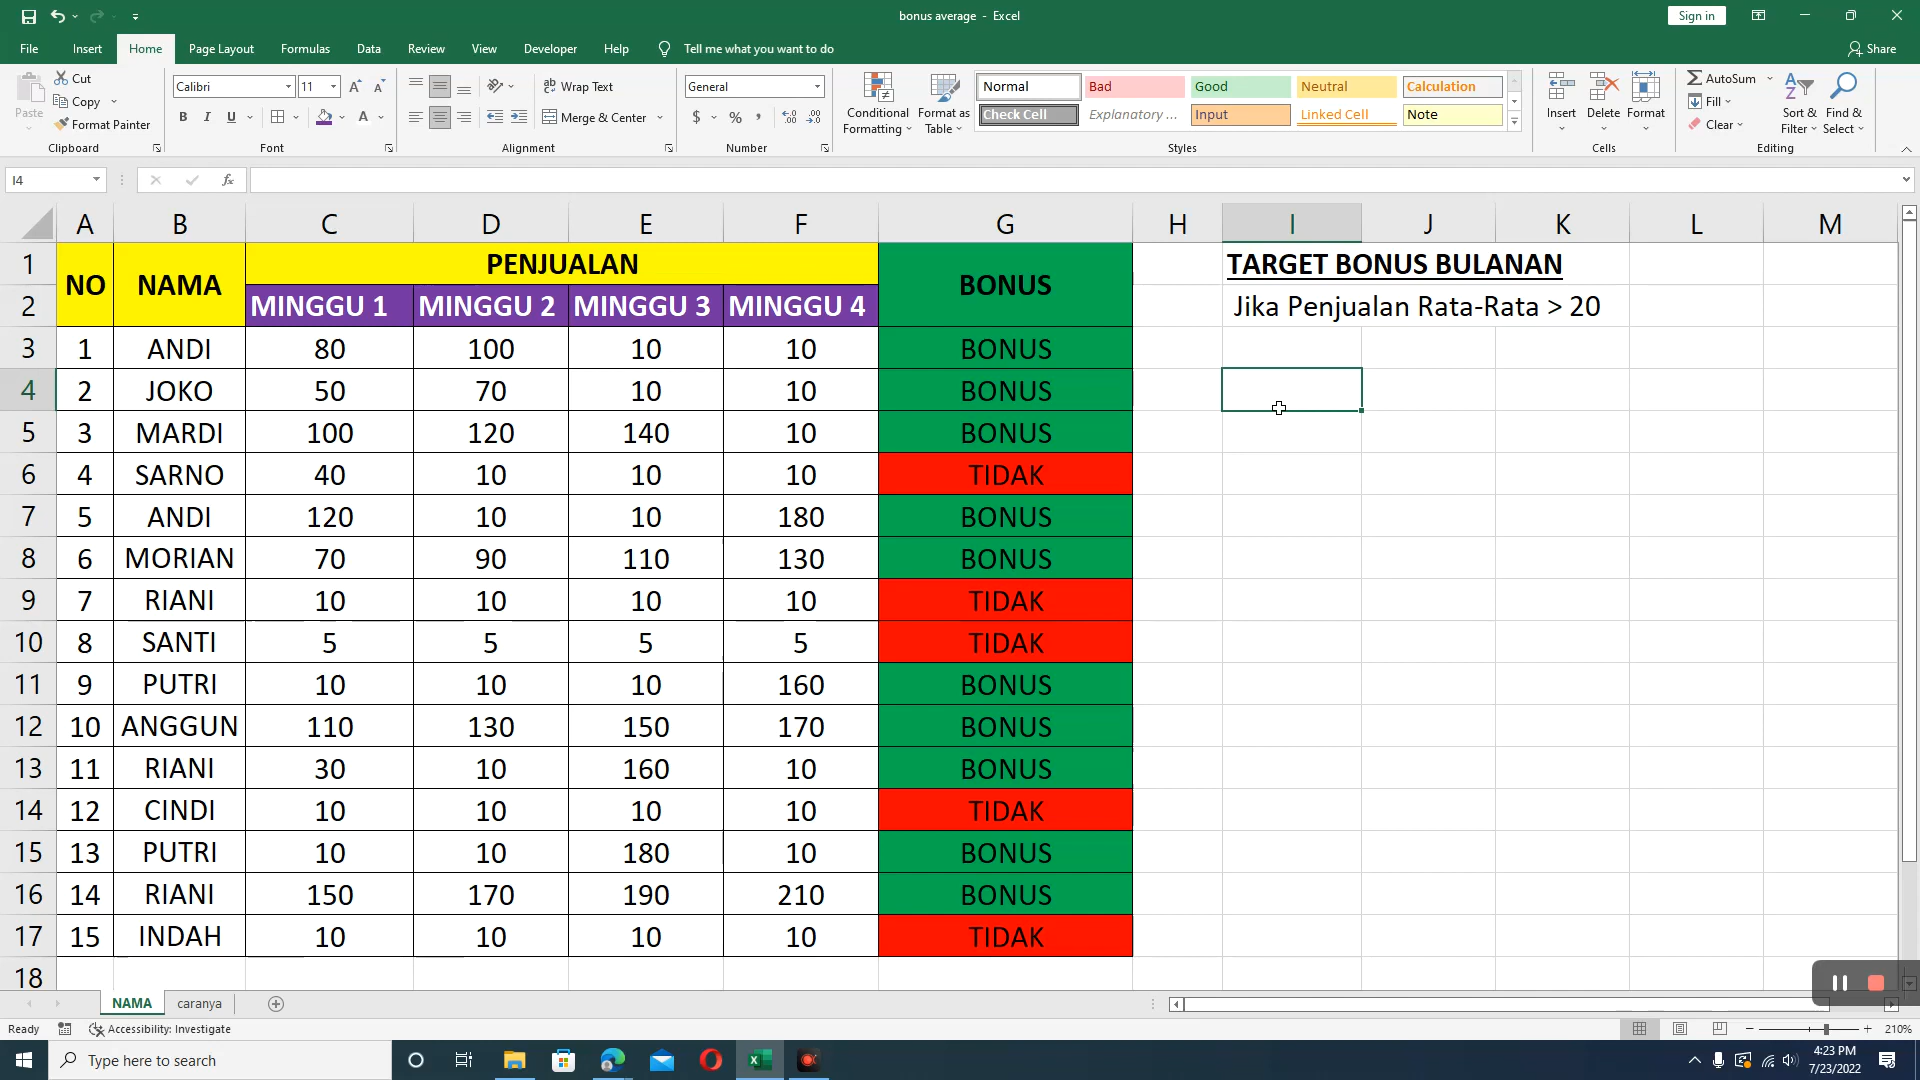 bonus average - Excel
Sign in
File Insert Home Page Layout Formulas Data Review View Developer Help Tell me what you want to do Share
Paste
Cut
Copy
Format Painter
Clipboard
Calibri 11
B I U
Font
Wrap Text
Merge & Center
Alignment
General
$ % ,
Number
Conditional Formatting
Format as Table
Normal Bad Good Neutral Calculation
Check Cell Explanatory ... Input Linked Cell Note
Styles
Insert Delete Format
Cells
AutoSum
Fill
Clear
Sort & Filter
Find & Select
Editing
I4
fx
A B C D E F G H I J K L M
1 NO NAMA PENJUALAN BONUS TARGET BONUS BULANAN
2 MINGGU 1 MINGGU 2 MINGGU 3 MINGGU 4 Jika Penjualan Rata-Rata > 20
3 1 ANDI 80 100 10 10 BONUS
4 2 JOKO 50 70 10 10 BONUS
5 3 MARDI 100 120 140 10 BONUS
6 4 SARNO 40 10 10 10 TIDAK
7 5 ANDI 120 10 10 180 BONUS
8 6 MORIAN 70 90 110 130 BONUS
9 7 RIANI 10 10 10 10 TIDAK
10 8 SANTI 5 5 5 5 TIDAK
11 9 PUTRI 10 10 10 160 BONUS
12 10 ANGGUN 110 130 150 170 BONUS
13 11 RIANI 30 10 160 10 BONUS
14 12 CINDI 10 10 10 10 TIDAK
15 13 PUTRI 10 10 180 10 BONUS
16 14 RIANI 150 170 190 210 BONUS
17 15 INDAH 10 10 10 10 TIDAK
18
NAMA caranya
Ready Accessibility: Investigate 210%
Type here to search
4:23 PM
7/23/2022